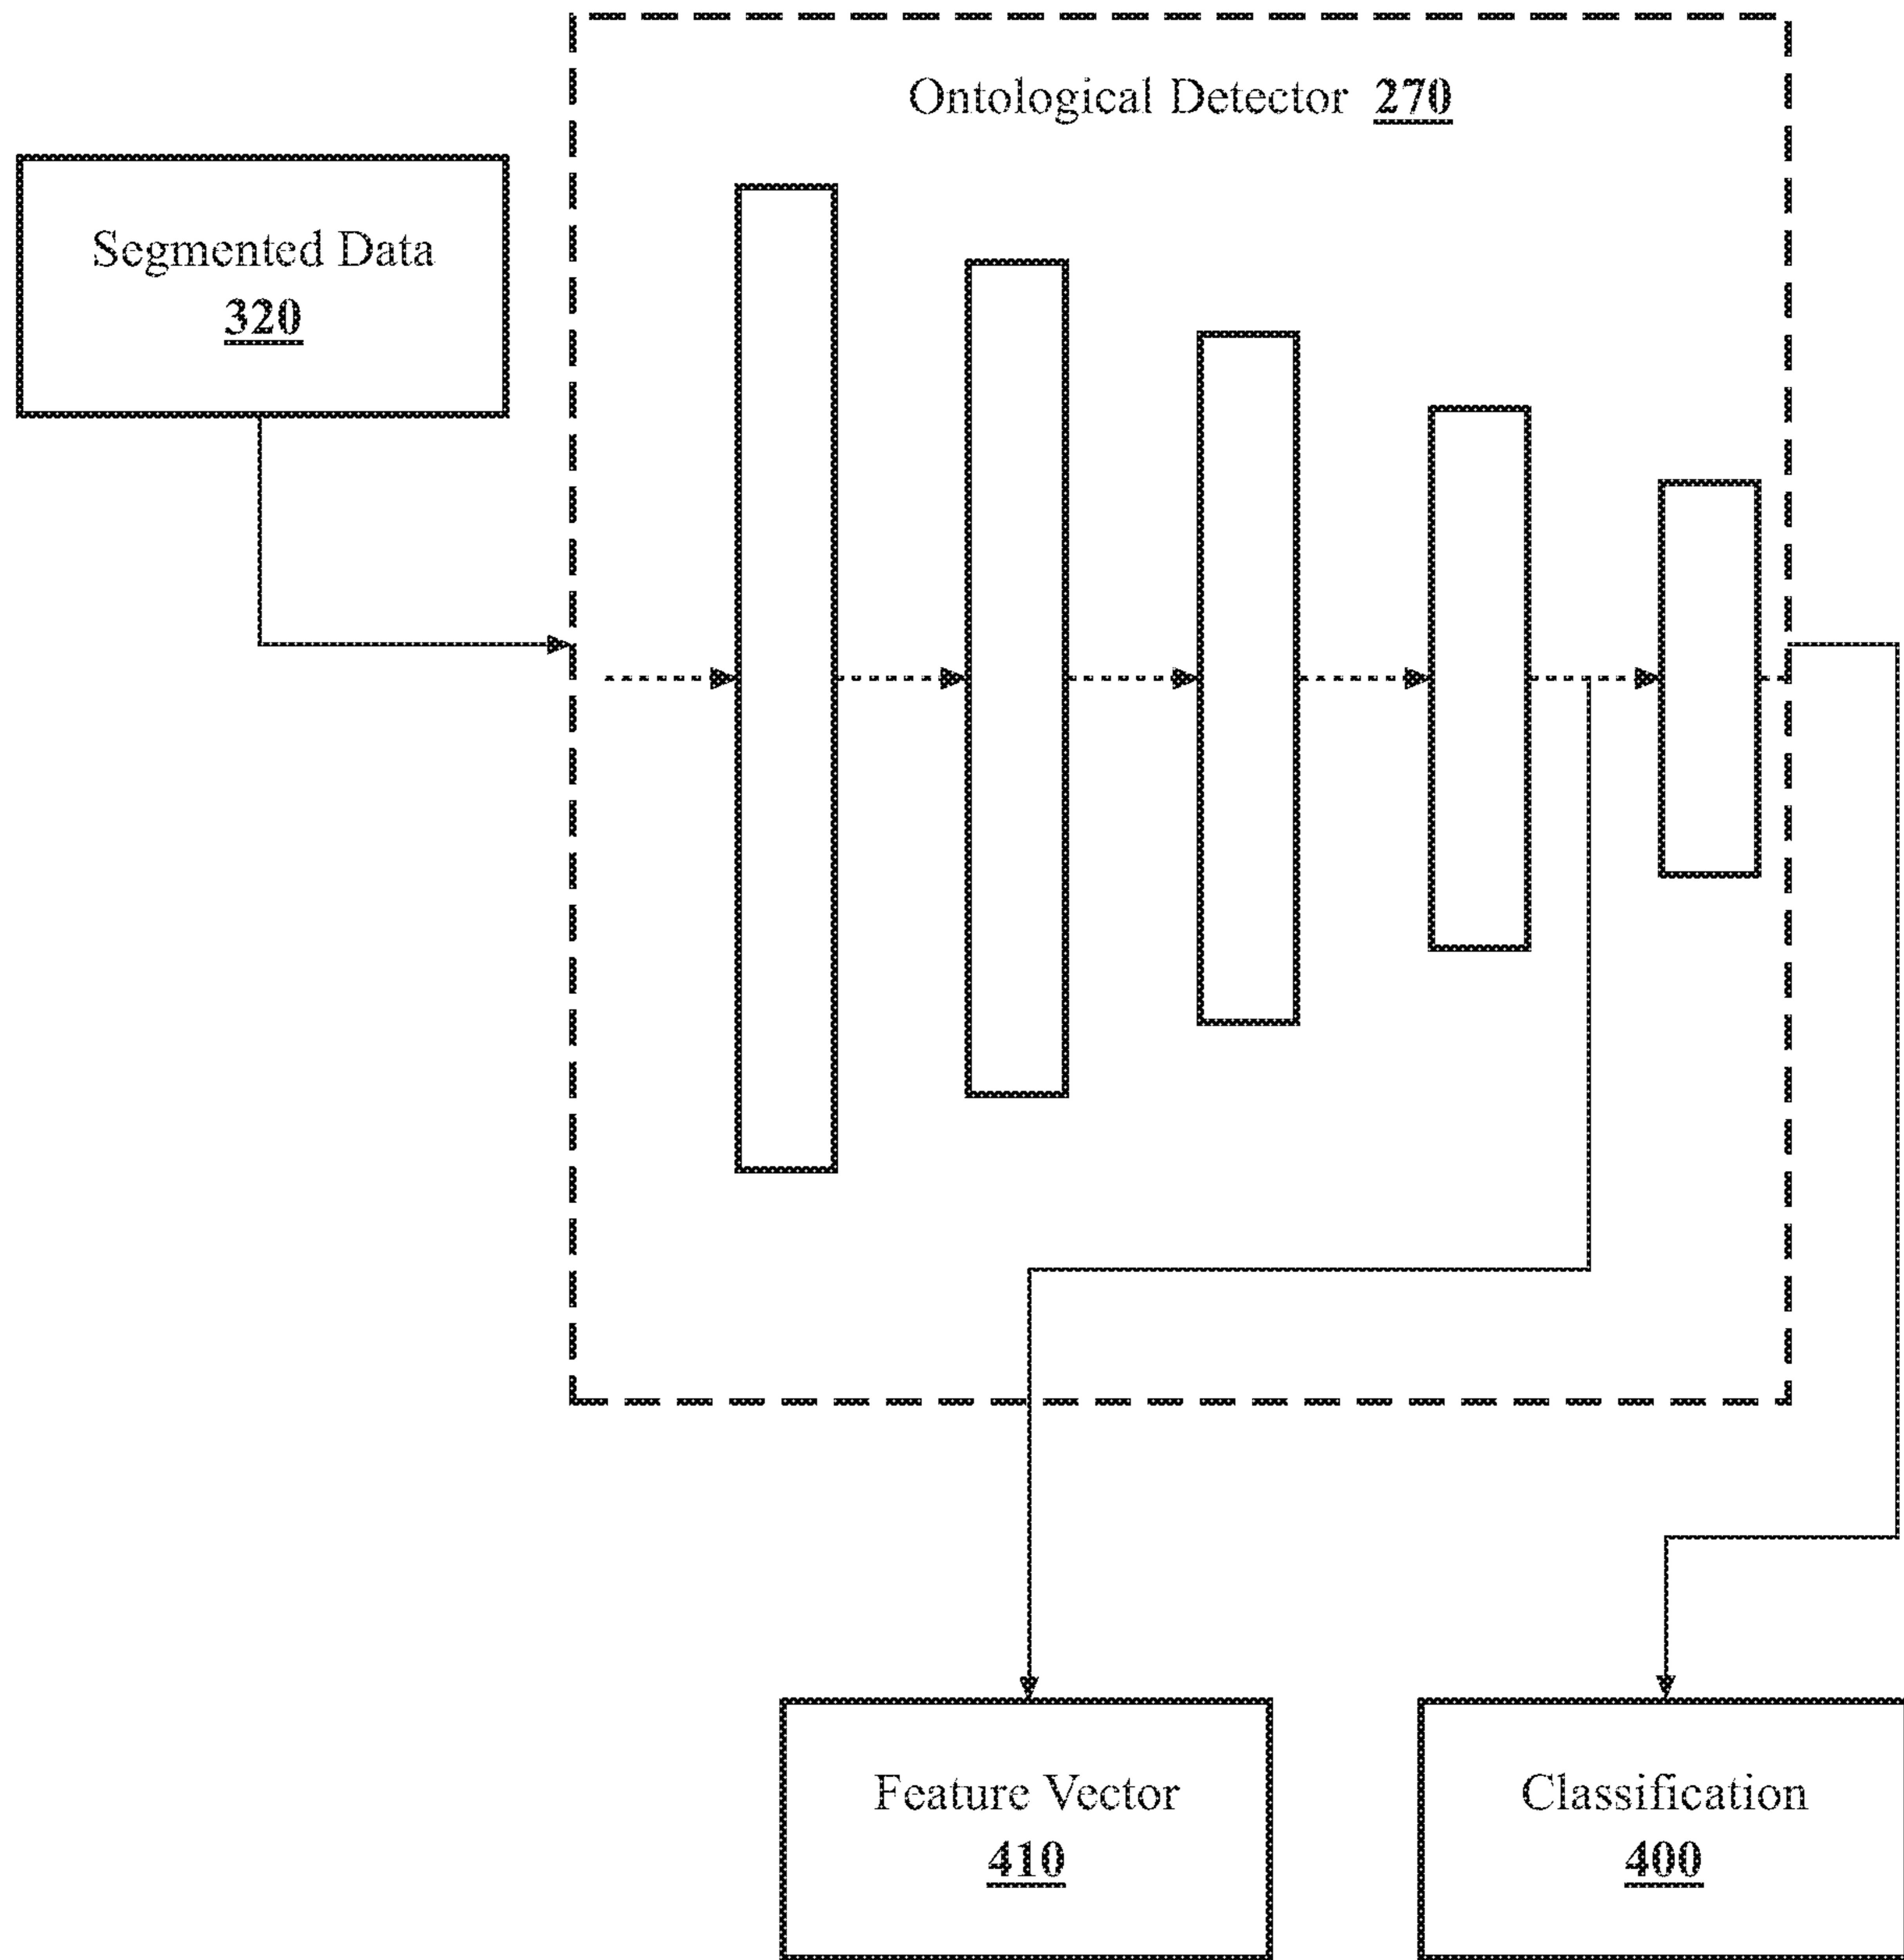 Ontological Detector 270
Segmented Data
320
Feature Vector
410
Classification
400